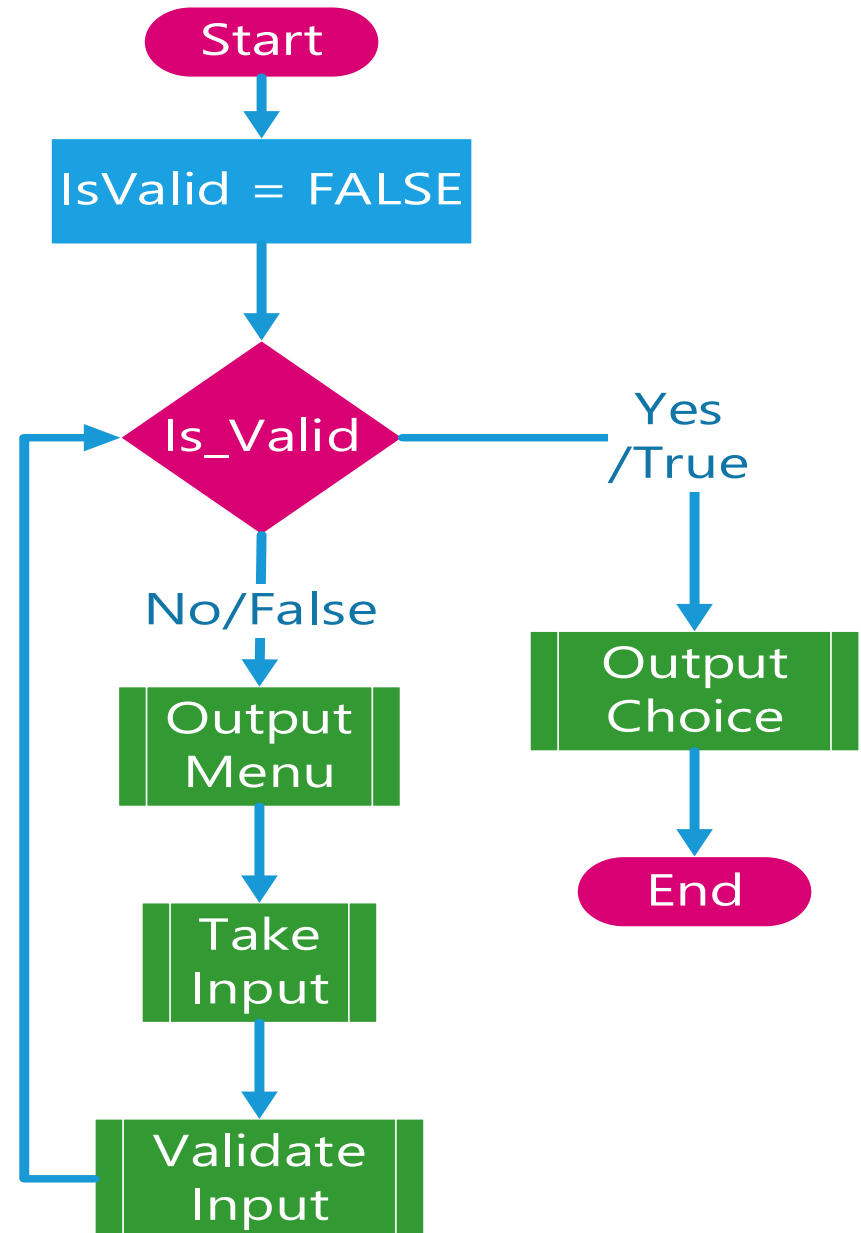 Start
IsValid = FALSE
Is_Valid
Yes
/True
No/False
Output
Menu
Output
Choice
Take
Input
End
Validate
Input